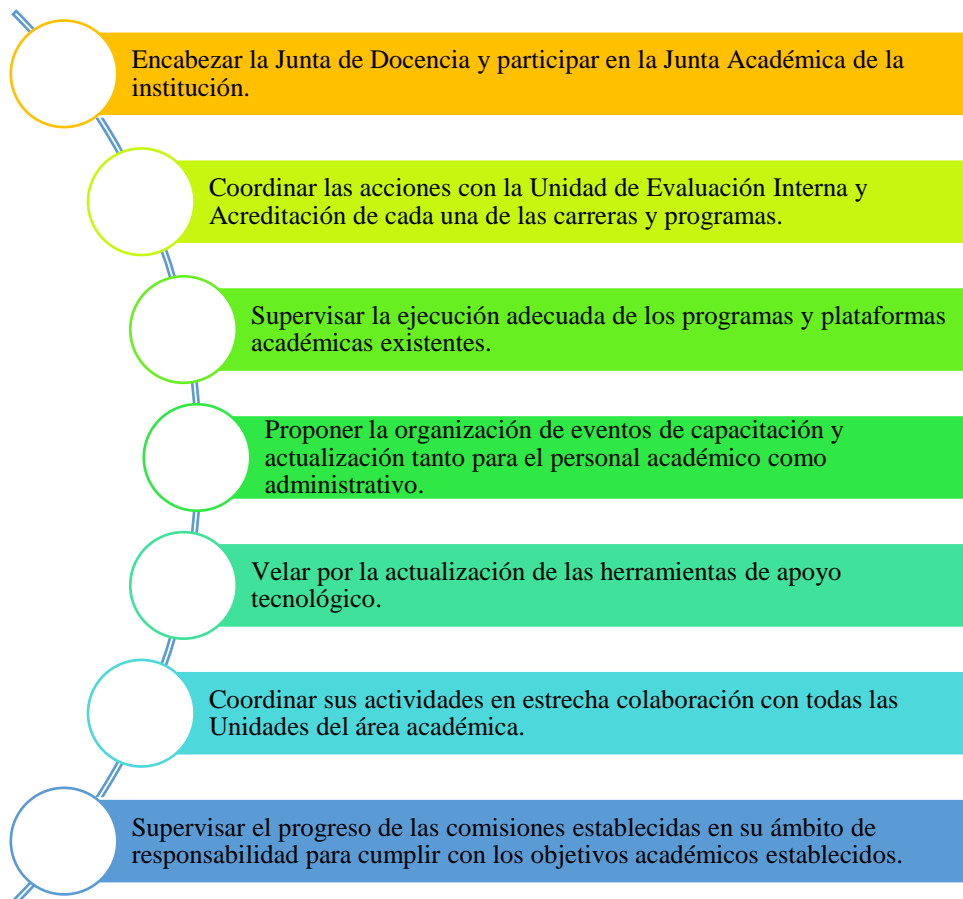 Encabezar la Junta de Docencia y participar en la Junta Académica de la
institución.
Coordinar las acciones con la Unidad de Evaluación Interna y
Acreditación de cada una de las carreras y programas.
Supervisar la ejecución adecuada de los programas y plataformas
académicas existentes.
Proponer la organización de eventos de capacitación y
actualización tanto para el personal académico como
administrativo.
Velar por la actualización de las herramientas de apoyo
tecnológico.
Coordinar sus actividades en estrecha colaboración con todas las
Unidades del área académica.
Supervisar el progreso de las comisiones establecidas en su ámbito de
responsabilidad para cumplir con los objetivos académicos establecidos.